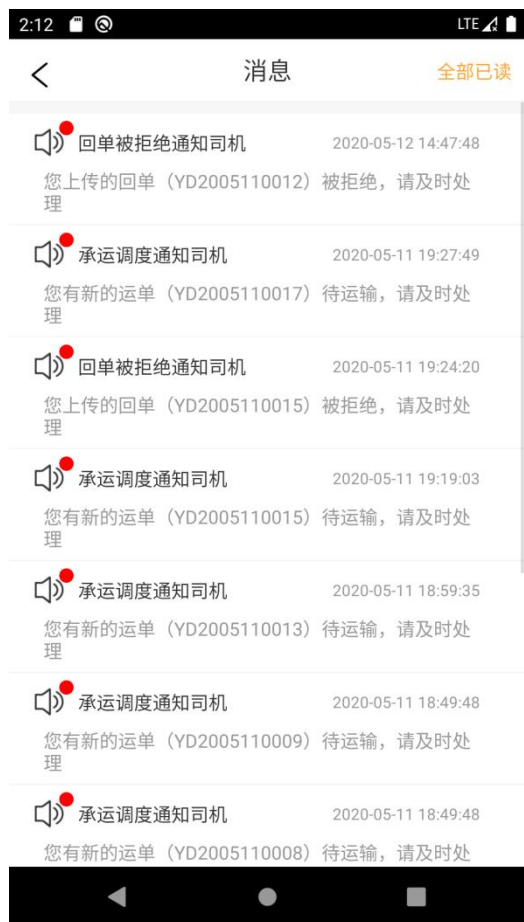 2:12 LTE
消息 全部已读
回单被拒绝通知司机 2020-05-12 14:47:48
您上传的回单（YD2005110012）被拒绝，请及时处
理
承运调度通知司机 2020-05-11 19:27:49
您有新的运单（YD2005110017）待运输，请及时处
理
回单被拒绝通知司机 2020-05-11 19:24:20
您上传的回单（YD2005110015）被拒绝，请及时处
理
承运调度通知司机 2020-05-11 19:19:03
您有新的运单（YD2005110015）待运输，请及时处
理
承运调度通知司机 2020-05-11 18:59:35
您有新的运单（YD2005110013）待运输，请及时处
理
承运调度通知司机 2020-05-11 18:49:48
您有新的运单（YD2005110009）待运输，请及时处
理
承运调度通知司机 2020-05-11 18:49:48
您有新的运单（YD2005110008）待运输，请及时处